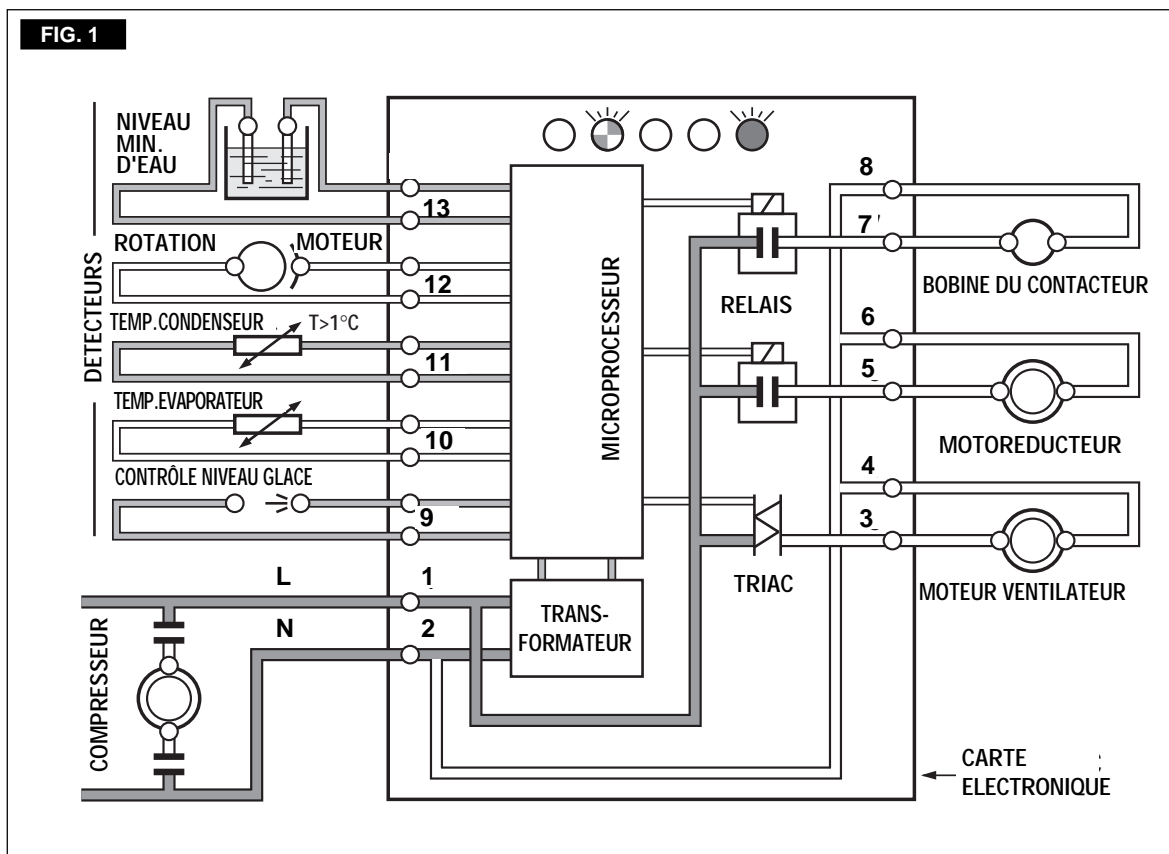 FIG. 1
NIVEAU
MIN.
D'EAU
13
ROTATION MOTEUR
12
TEMP.CONDENSEUR T>1°C
11
TEMP.EVAPORATEUR
10
CONTRÔLE NIVEAU GLACE
9
DETECTEURS
L 1
N 2
COMPRESSEUR
MICROPROCESSEUR
TRANS-
FORMATEUR
RELAIS
TRIAC
8
7
BOBINE DU CONTACTEUR
6
5
MOTOREDUCTEUR
4
3
MOTEUR VENTILATEUR
CARTE
ELECTRONIQUE